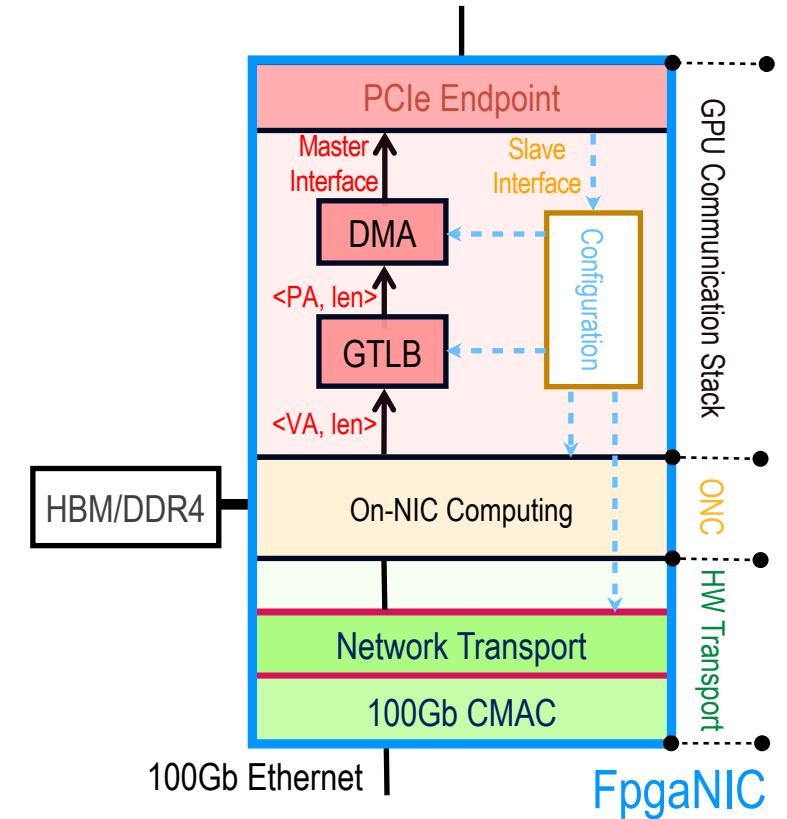 PCIe Endpoint
Master
Interface
Slave
Interface
DMA
Configuration
<PA, len>
GTLB
<VA, len>
GPU Communication Stack
HBM/DDR4
On-NIC Computing
ONC
HW Transport
Network Transport
100Gb CMAC
100Gb Ethernet
FpgaNIC